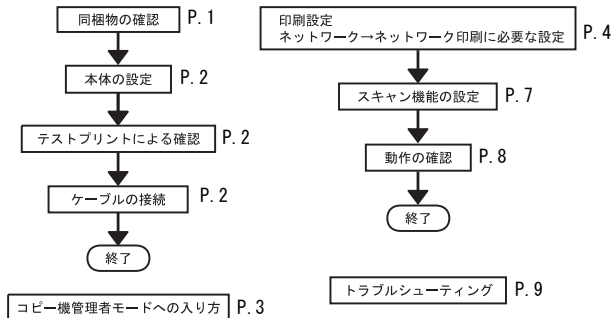 同梱物の確認 P.1
本体の設定 P.2
テストプリントによる確認 P.2
ケーブルの接続 P.2
終了
コピー機管理者モードへの入り方 P.3
印刷設定
ネットワーク→ネットワーク印刷に必要な設定 P.4
スキャン機能の設定 P.7
動作の確認 P.8
終了
トラブルシューティング P.9